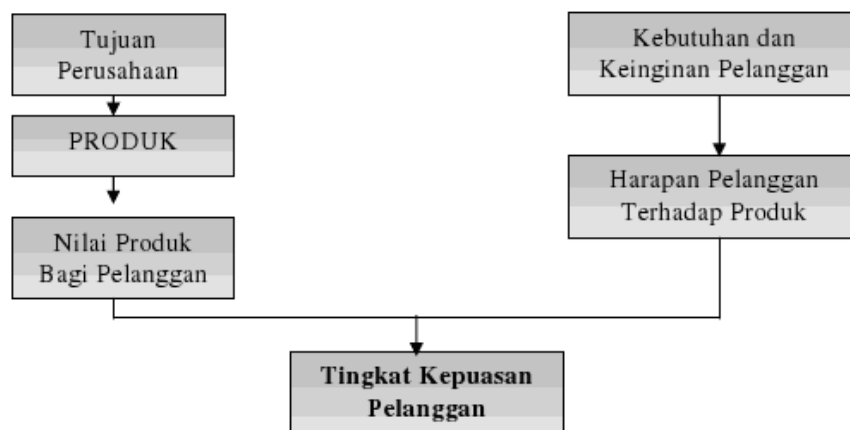 Tujuan
Perusahaan
PRODUK
Nilai Produk
Bagi Pelanggan
Kebutuhan dan
Keinginan Pelanggan
Harapan Pelanggan
Terhadap Produk
Tingkat Kepuasan
Pelanggan